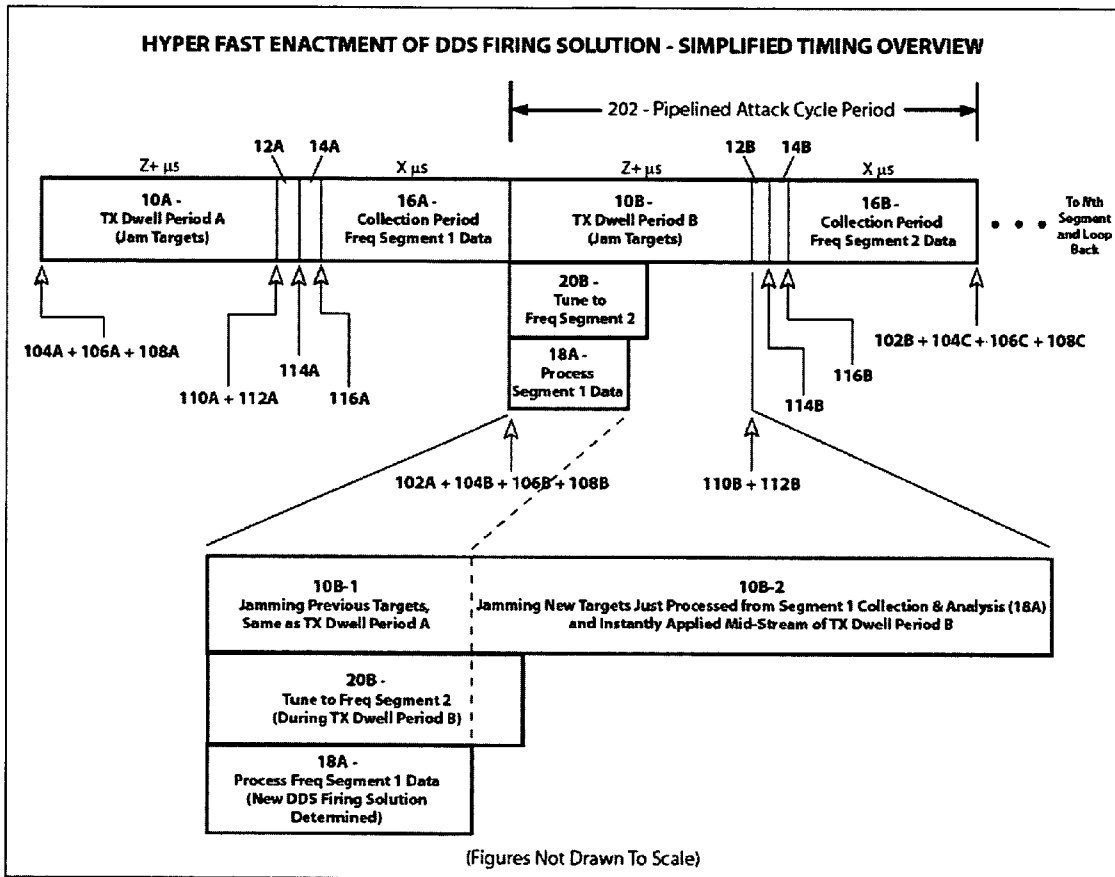 HYPER FAST ENACTMENT OF DDS FIRING SOLUTION - SIMPLIFIED TIMING OVERVIEW
202 - Pipelined Attack Cycle Period
12A
14A
12B
14B
Z+ µs
X µs
Z+ µs
X µs
10A -
TX Dwell Period A
(Jam Targets)
16A -
Collection Period
Freq Segment 1 Data
10B -
TX Dwell Period B
(Jam Targets)
16B -
Collection Period
Freq Segment 2 Data
• • •
To Nth
Segment
and Loop
Back
20B -
Tune to
Freq Segment 2
18A -
Process
Segment 1 Data
104A + 106A + 108A
110A + 112A
114A
116A
102A + 104B + 106B + 108B
110B + 112B
114B
116B
102B + 104C + 106C + 108C
10B-1
Jamming Previous Targets,
Same as TX Dwell Period A
10B-2
Jamming New Targets Just Processed from Segment 1 Collection & Analysis (18A)
and Instantly Applied Mid-Stream of TX Dwell Period B
20B -
Tune to Freq Segment 2
(During TX Dwell Period B)
18A -
Process Freq Segment 1 Data
(New DDS Firing Solution
Determined)
(Figures Not Drawn To Scale)